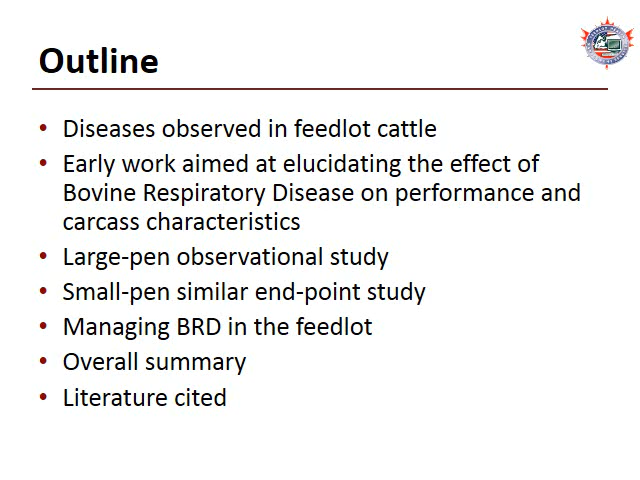 Outline
• Diseases observed in feedlot cattle
• Early work aimed at elucidating the effect of
Bovine Respiratory Disease on performance and
carcass characteristics
• Large-pen observational study
• Small-pen similar end-point study
• Managing BRD in the feedlot
• Overall summary
• Literature cited